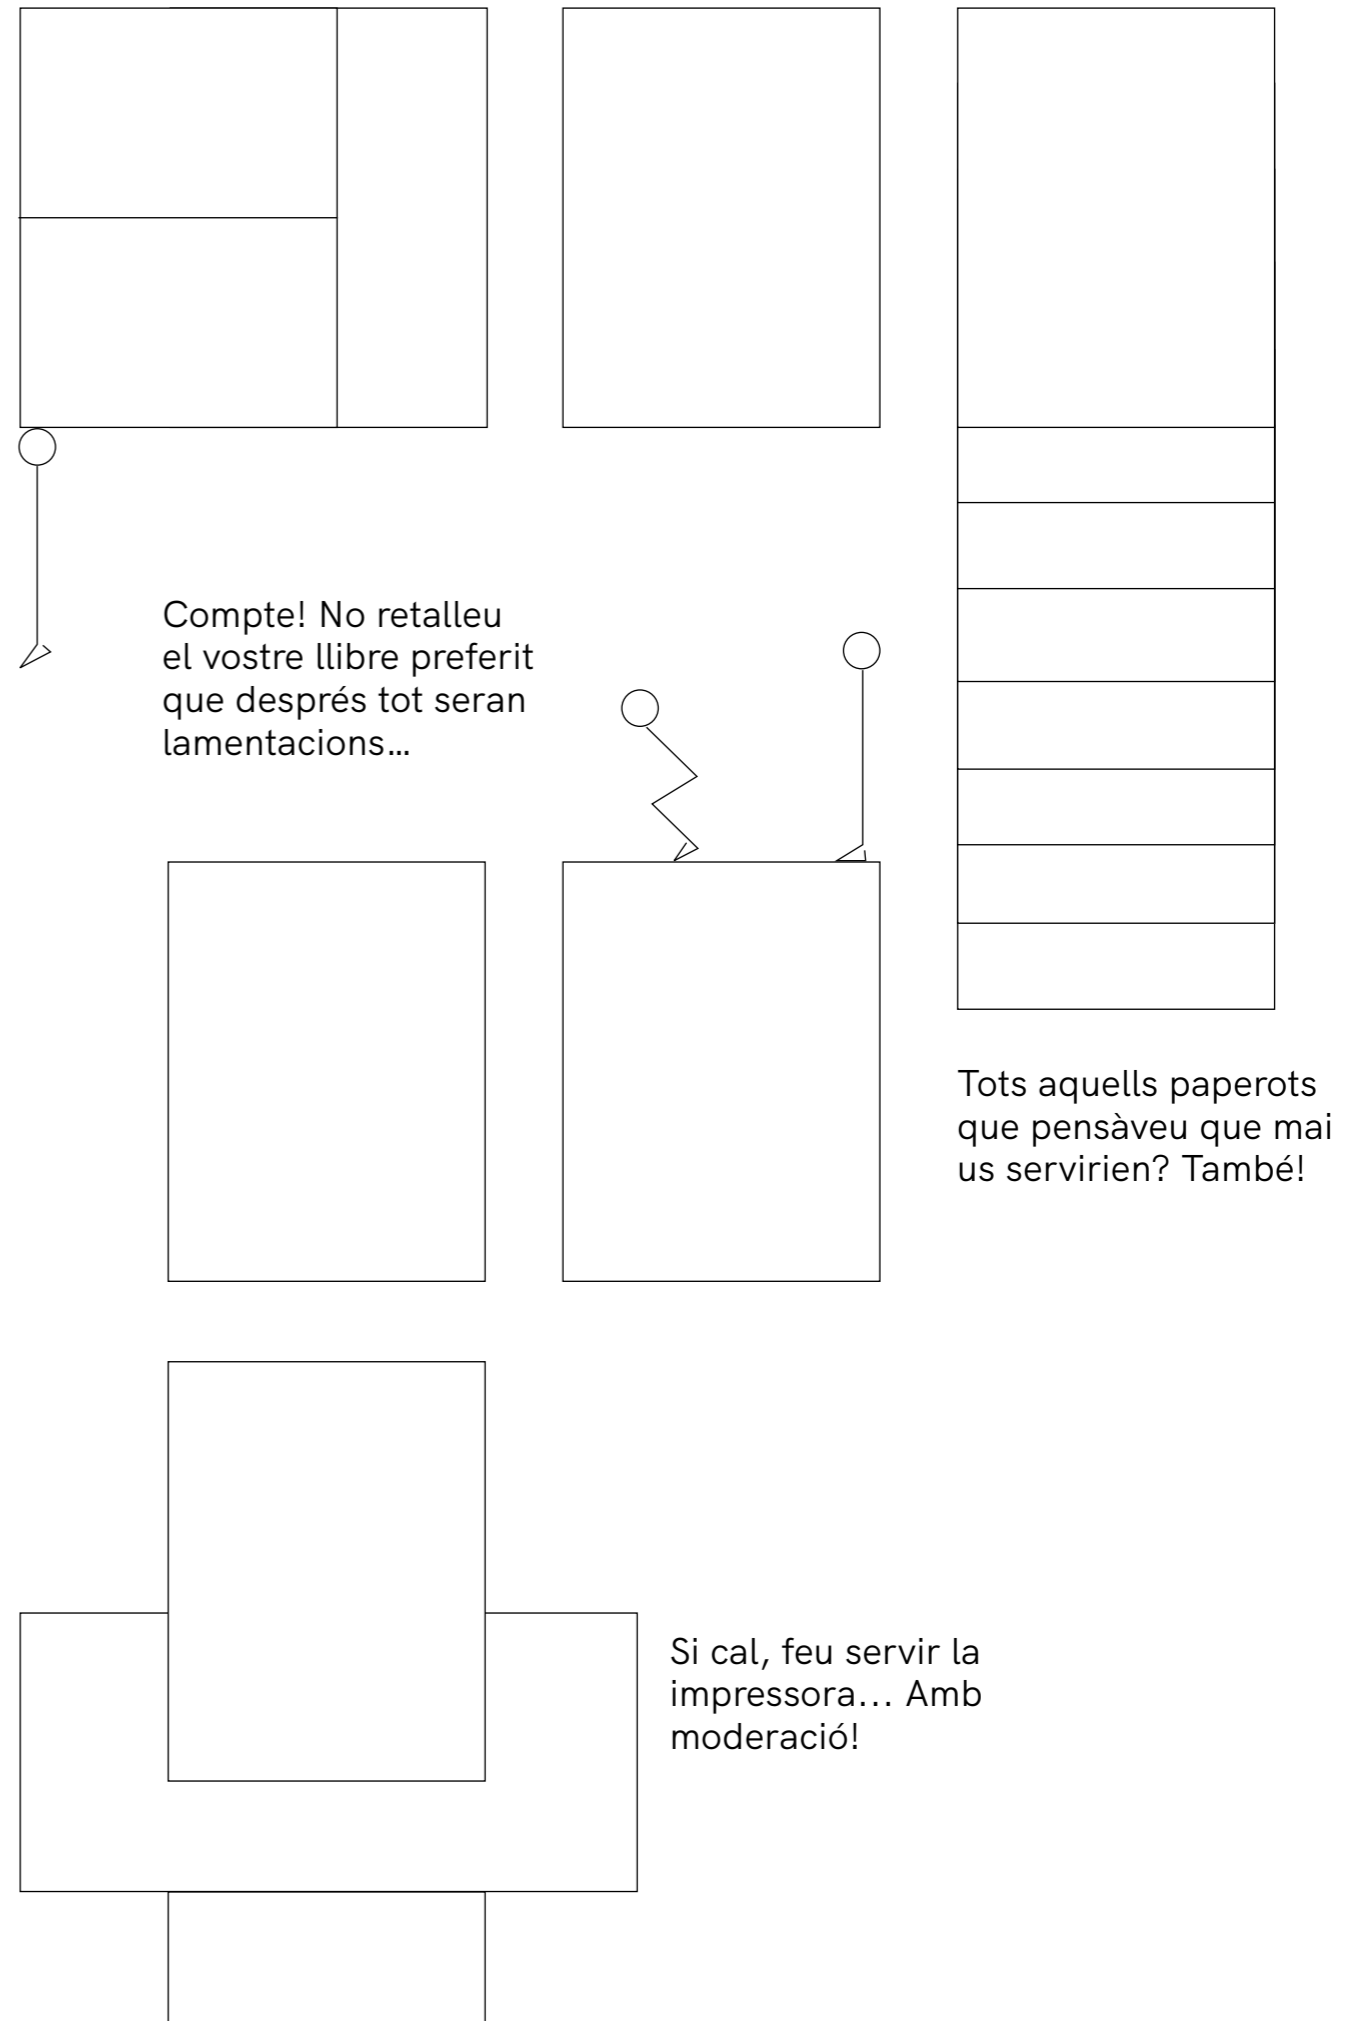 Compte! No retalleu
el vostre llibre preferit
que després tot seran
lamentacions…
Tots aquells paperots
que pensàveu que mai
us servirien? També!
Si cal, feu servir la
impressora... Amb
moderació!